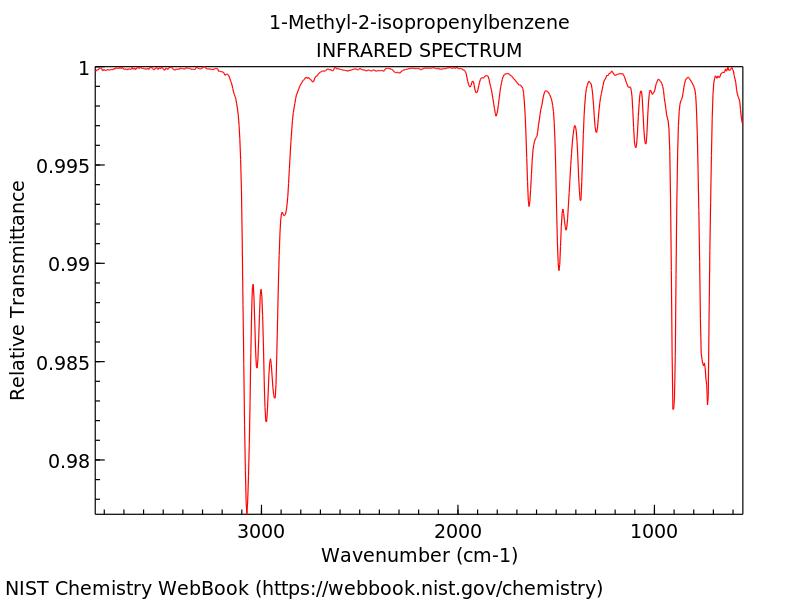 1-Methyl-2-isopropenylbenzene
INFRARED SPECTRUM
1
0.995
0.99
0.985
0.98
Relative Transmittance
3000 2000 1000
Wavenumber (cm-1)
NIST Chemistry WebBook (https://webbook.nist.gov/chemistry)